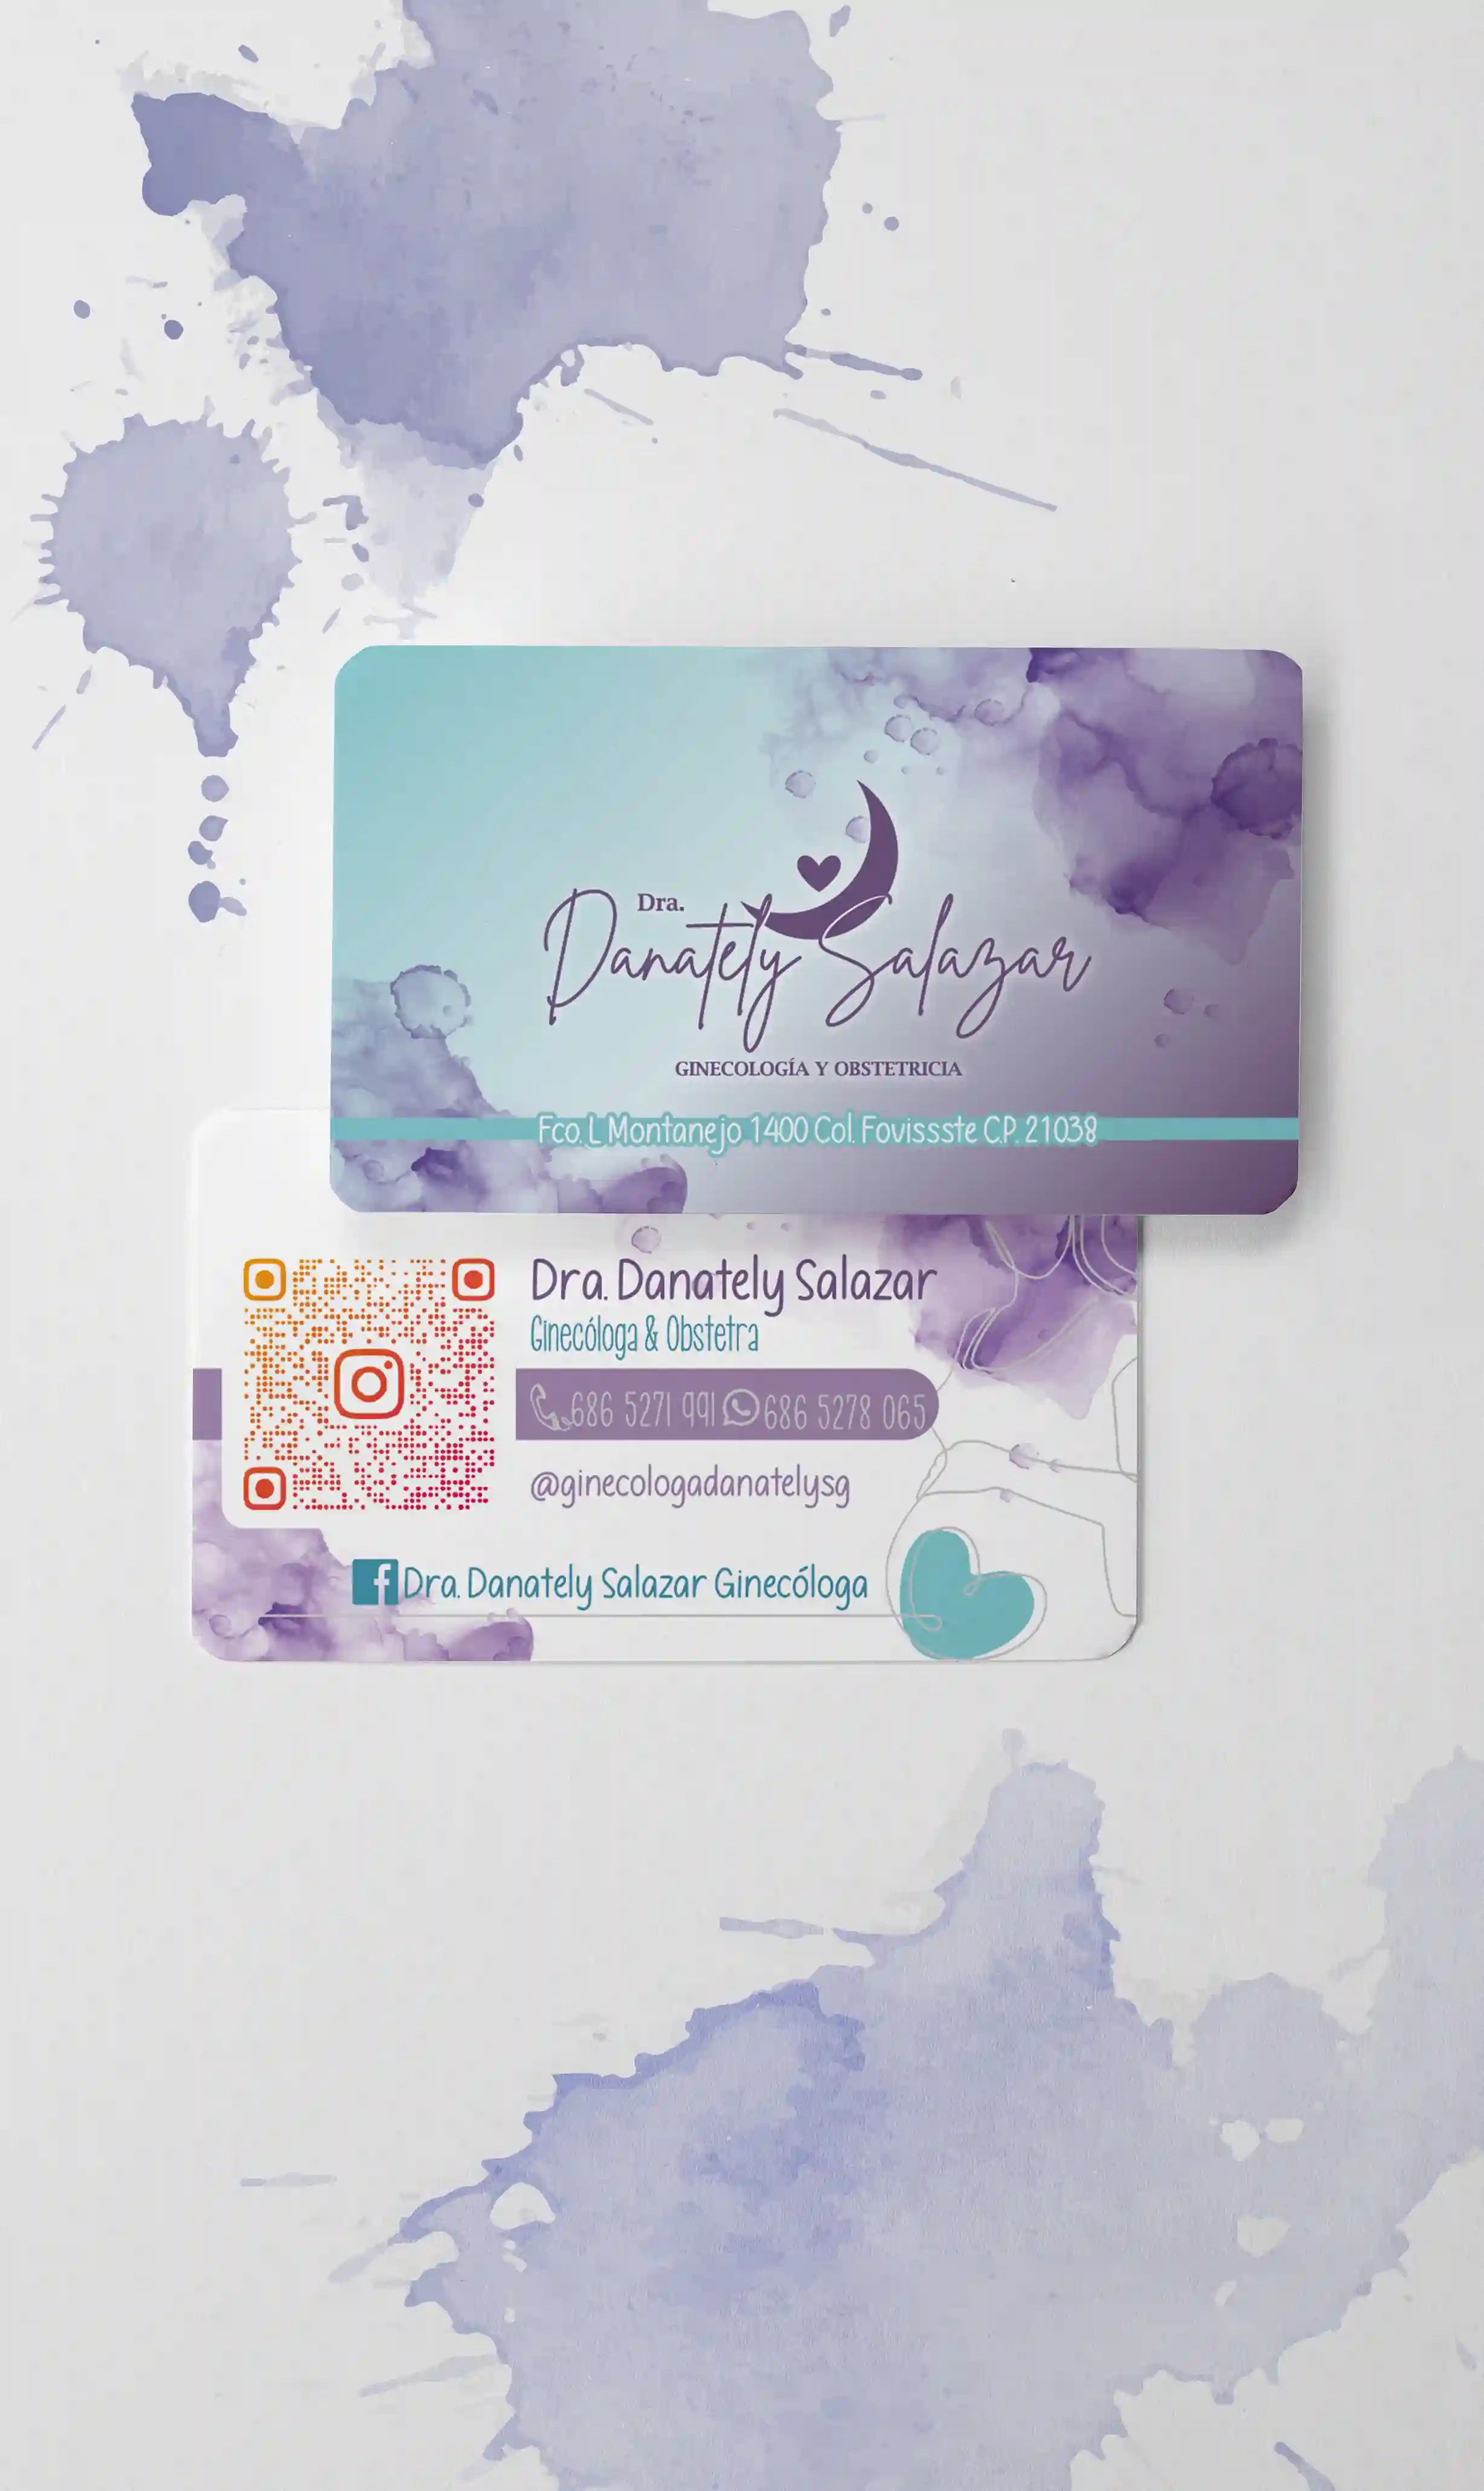 Dra.
Danately Salazar
GINECOLOGÍA Y OBSTETRICIA
Fco. L Montanejo 1400 Col. Fovissste C.P. 21038
Dra. Danately Salazar
Ginecóloga & Obstetra
686 5271 991 686 5278 065
@ginecologadanatelysg
Dra. Danately Salazar Ginecóloga